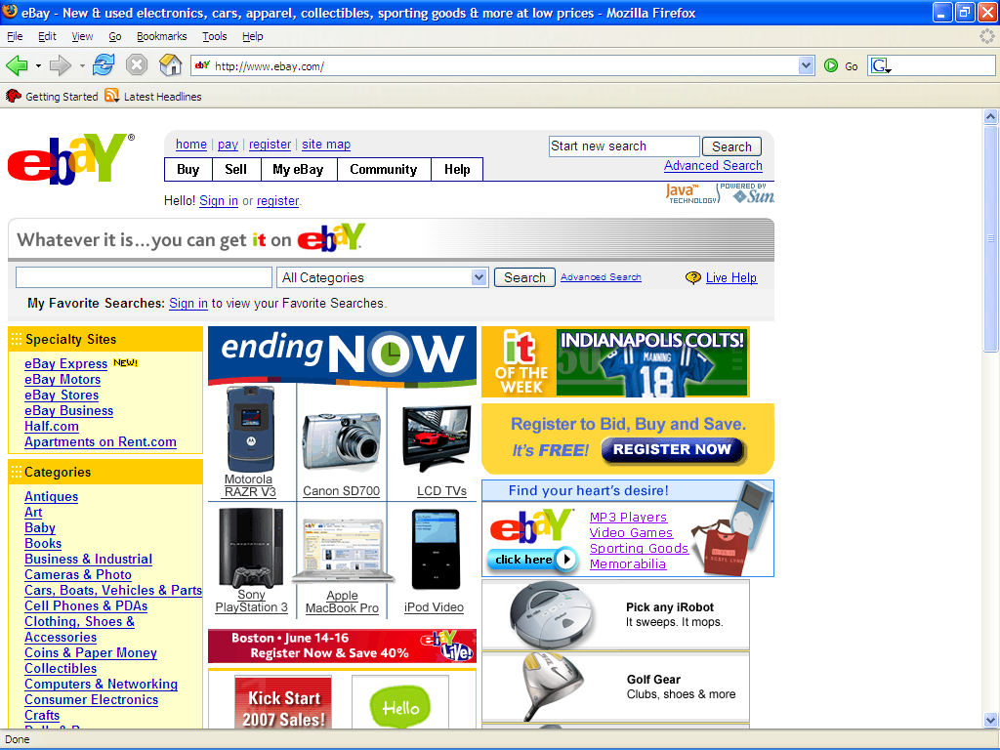 eBay - New & used electronics, cars, apparel, collectibles, sporting goods & more at low prices - Mozilla Firefox
File Edit View Go Bookmarks Tools Help
http://www.ebay.com/ Go
Getting Started Latest Headlines
ebaY®
home | pay | register | site map
Start new search Search
Buy Sell My eBay Community Help
Advanced Search
Hello! Sign in or register.
Java™ TECHNOLOGY POWERED BY Sun
Whatever it is...you can get it on ebaY
All Categories Search Advanced Search Live Help
My Favorite Searches: Sign in to view your Favorite Searches.
Specialty Sites
eBay Express NEW!
eBay Motors
eBay Stores
eBay Business
Half.com
Apartments on Rent.com
Categories
Antiques
Art
Baby
Books
Business & Industrial
Cameras & Photo
Cars, Boats, Vehicles & Parts
Cell Phones & PDAs
Clothing, Shoes &
Accessories
Coins & Paper Money
Collectibles
Computers & Networking
Consumer Electronics
Crafts
ending NOW
Motorola
RAZR V3
Canon SD700
LCD TVs
Sony
PlayStation 3
Apple
MacBook Pro
iPod Video
Boston • June 14-16
Register Now & Save 40%
ebaY Live!
Kick Start
2007 Sales!
Hello
it
OF THE
WEEK
INDIANAPOLIS COLTS!
50
MANNING
18
Register to Bid, Buy and Save.
It's FREE! REGISTER NOW
Find your heart's desire!
ebaY
click here
MP3 Players
Video Games
Sporting Goods
Memorabilia
Pick any iRobot
It sweeps. It mops.
Golf Gear
Clubs, shoes & more
Done